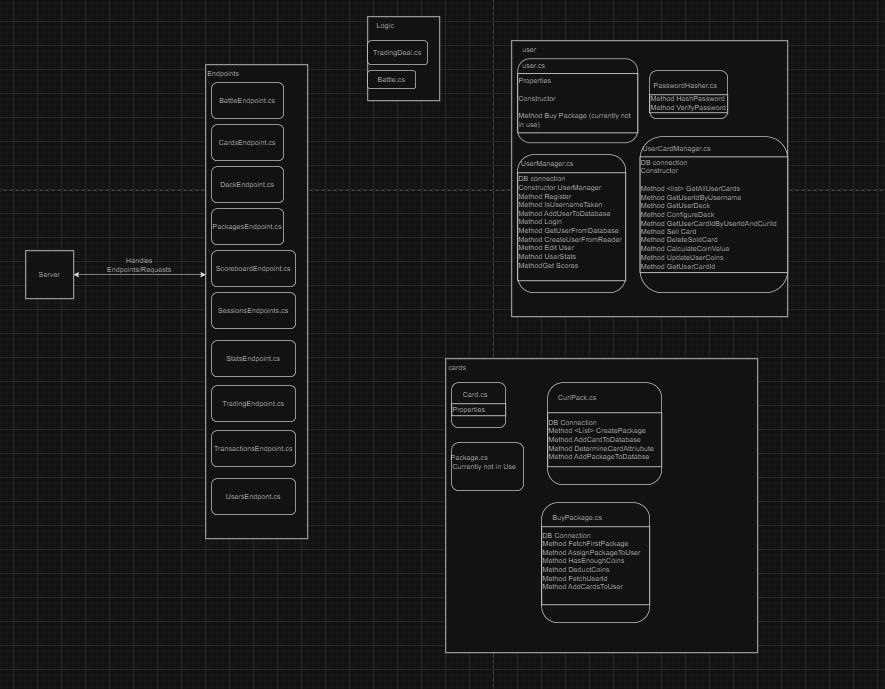 Server
Handles
Endpoints/Requests
Endpoints
BattleEndpoint.cs
CardsEndpoint.cs
DeckEndpoint.cs
PackagesEndpoint.cs
ScoreboardEndpoint.cs
SessionsEndpoints.cs
StatsEndpoint.cs
TradingEndpoint.cs
TransactionsEndpoint.cs
UsersEndpont.cs
Logic
TradingDeal.cs
Battle.cs
user
user.cs
Properties
Constructor
Method Buy Package (currently not
in use)
PasswordHasher.cs
Method HashPassword
Method VerifyPassword
UserManager.cs
DB connection
Constructor UserManager
Method Register
Method IsUsernameTaken
Method AddUserToDatabase
Method Login
Method GetUserFromDatabase
Method CreateUserFromReader
Method Edit User
Method UserStats
MethodGet Scores
UserCardManager.cs
DB connection
Constructor
Method <list> GetAllUserCards
Method GetUserIdByUsername
Method GetUserDeck
Method ConfigureDeck
Method GetUserCardIdByUserIdAndCurlId
Method Sell Card
Method DeleteSoldCard
Method CalculateCoinValue
Method UpdateUserCoins
Method GetUserCardId
cards
Card.cs
Properties
Package.cs
Currently not in Use
CurlPack.cs
DB Connection
Method <List> CreatePackage
Method AddCardToDatabase
Method DetermineCardAttriubute
Method AddPackageToDatabse
BuyPackage.cs
DB Connection
Method FetchFirstPackage
Method AssignPackageToUser
Method HasEnoughCoins
Method DeductCoins
Method FetchUserId
Method AddCardsToUser